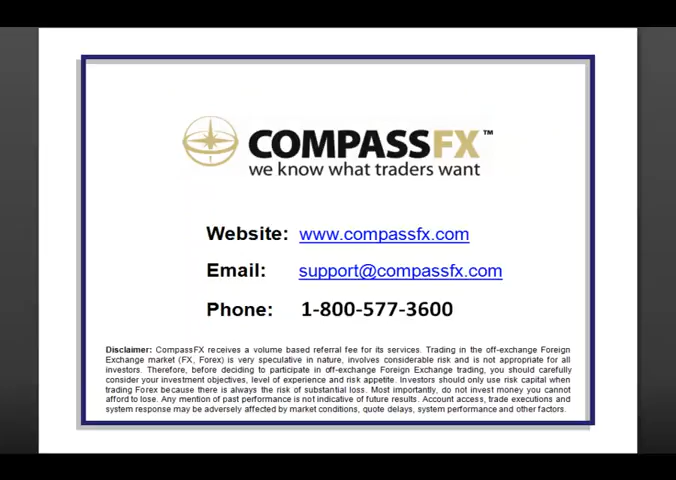 COMPASSFX™
we know what traders want
Website: www.compassfx.com
Email: support@compassfx.com
Phone: 1-800-577-3600
Disclaimer: CompassFX receives a volume based referral fee for its services. Trading in the off-exchange Foreign
Exchange market (FX, Forex) is very speculative in nature, involves considerable risk and is not appropriate for all
investors. Therefore, before deciding to participate in off-exchange Foreign Exchange trading, you should carefully
consider your investment objectives, level of experience and risk appetite. Investors should only use risk capital when
trading Forex because there is always the risk of substantial loss. Most importantly, do not invest money you cannot
afford to lose. Any mention of past performance is not indicative of future results. Account access, trade executions and
system response may be adversely affected by market conditions, quote delays, system performance and other factors.